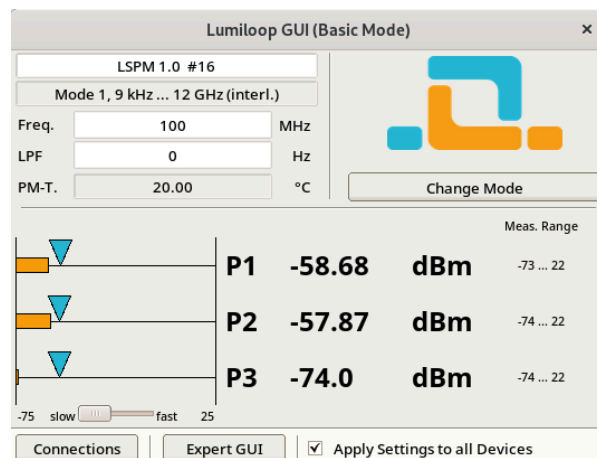 Lumiloop GUI (Basic Mode) ×
LSPM 1.0 #16
Mode 1, 9 kHz ... 12 GHz (interl.)
Freq. 100 MHz
LPF 0 Hz
PM-T. 20.00 °C
Change Mode
Meas. Range
P1 -58.68 dBm -73 ... 22
P2 -57.87 dBm -74 ... 22
P3 -74.0 dBm -74 ... 22
-75 slow fast 25
Connections Expert GUI Apply Settings to all Devices